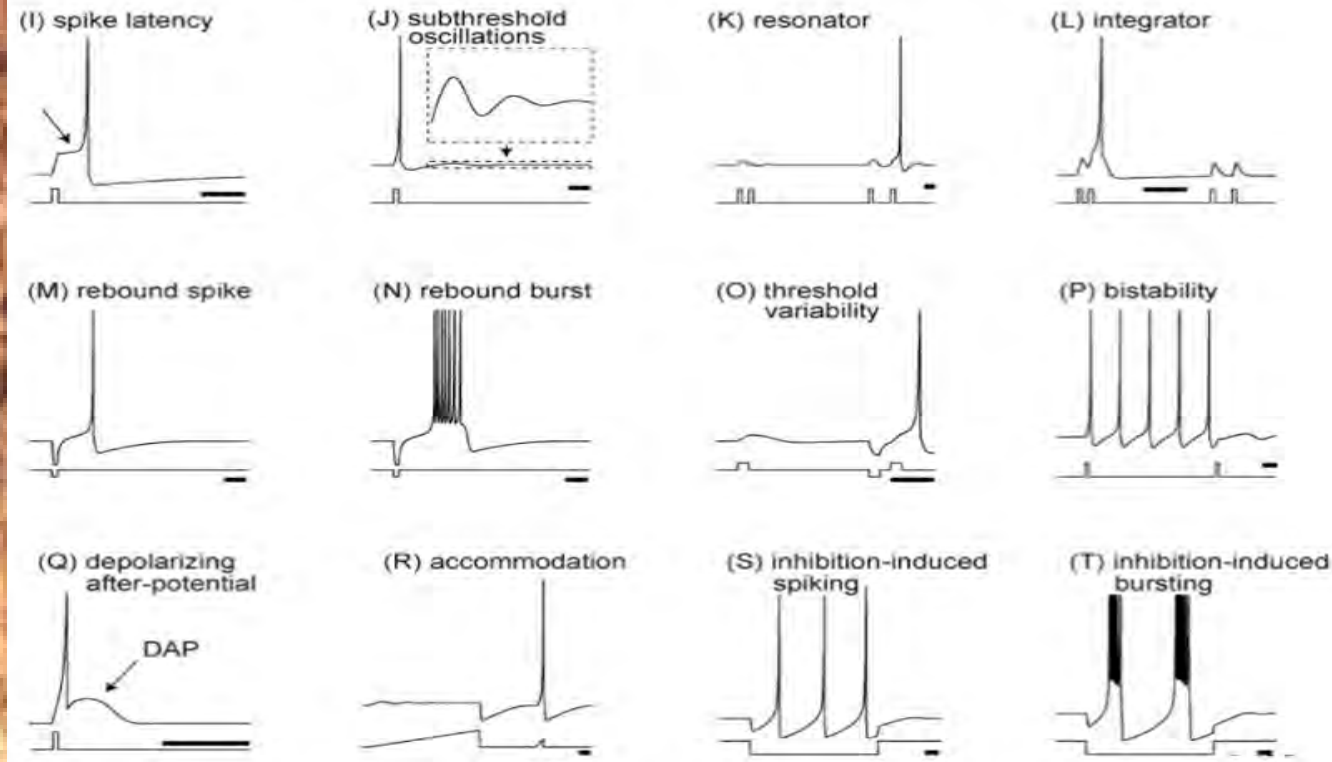 (I) spike latency
(J) subthreshold
oscillations
(K) resonator
(L) integrator
(M) rebound spike
(N) rebound burst
(O) threshold
variability
(P) bistability
(Q) depolarizing
after-potential
DAP
(R) accommodation
(S) inhibition-induced
spiking
(T) inhibition-induced
bursting